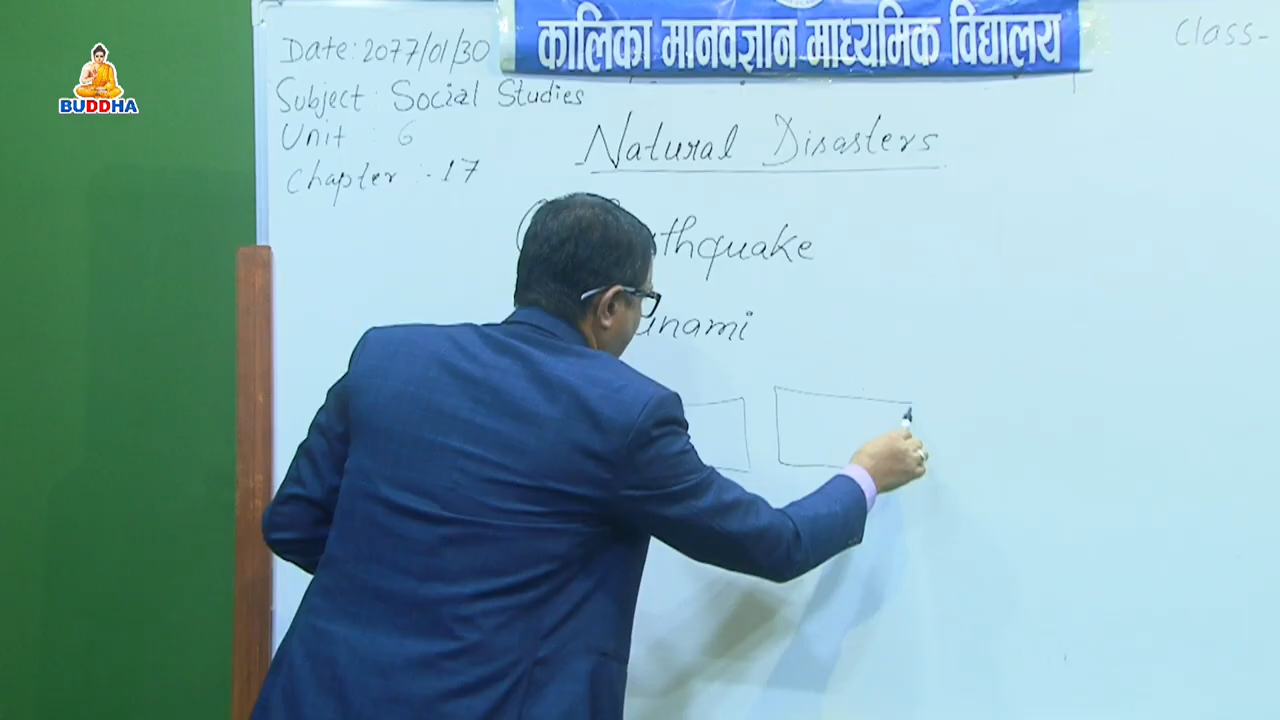 BUDDHA
कालिका मानवज्ञान माध्यमिक विद्यालय
Class-
Date: 2077/01/30
Subject: Social Studies
Unit : 6
Chapter :- 17
Natural Disasters
thquake
unami